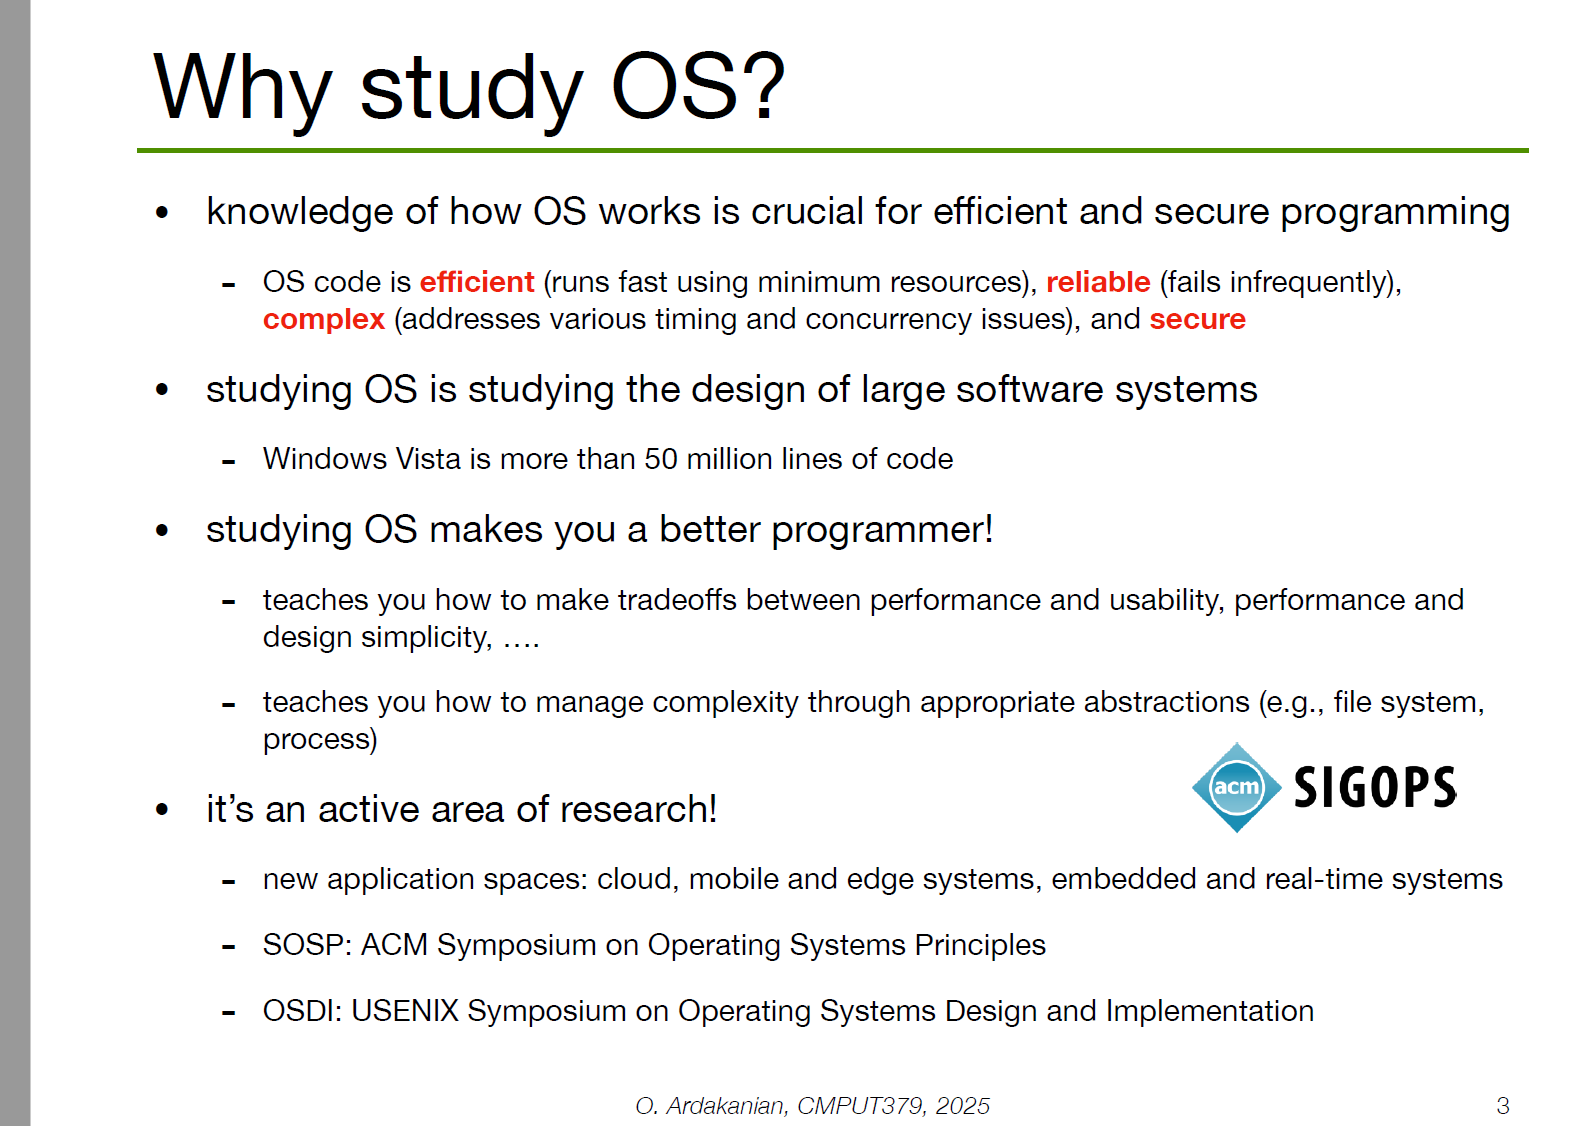 Why study OS?
• knowledge of how OS works is crucial for efficient and secure programming
- OS code is efficient (runs fast using minimum resources), reliable (fails infrequently),
complex (addresses various timing and concurrency issues), and secure
• studying OS is studying the design of large software systems
- Windows Vista is more than 50 million lines of code
• studying OS makes you a better programmer!
- teaches you how to make tradeoffs between performance and usability, performance and
design simplicity, ….
- teaches you how to manage complexity through appropriate abstractions (e.g., file system,
process)
acm SIGOPS
• it’s an active area of research!
- new application spaces: cloud, mobile and edge systems, embedded and real-time systems
- SOSP: ACM Symposium on Operating Systems Principles
- OSDI: USENIX Symposium on Operating Systems Design and Implementation
O. Ardakanian, CMPUT379, 2025
3